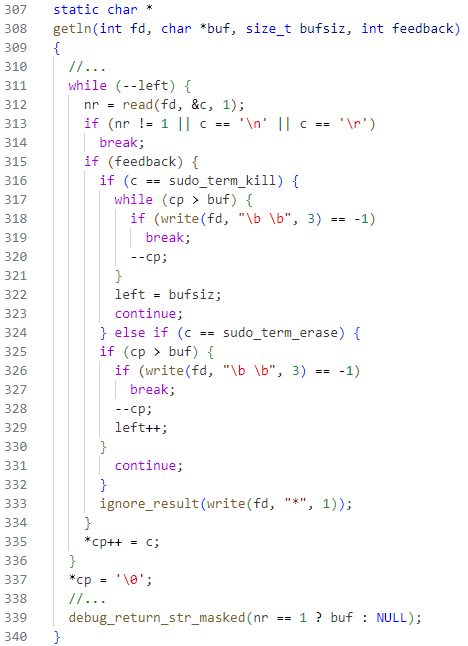 307 static char *
308 getln(int fd, char *buf, size_t bufsiz, int feedback)
309 {
310 //...
311 while (--left) {
312 nr = read(fd, &c, 1);
313 if (nr != 1 || c == '\n' || c == '\r')
314 break;
315 if (feedback) {
316 if (c == sudo_term_kill) {
317 while (cp > buf) {
318 if (write(fd, "\b \b", 3) == -1)
319 break;
320 --cp;
321 }
322 left = bufsiz;
323 continue;
324 } else if (c == sudo_term_erase) {
325 if (cp > buf) {
326 if (write(fd, "\b \b", 3) == -1)
327 break;
328 --cp;
329 left++;
330 }
331 continue;
332 }
333 ignore_result(write(fd, "*", 1));
334 }
335 *cp++ = c;
336 }
337 *cp = '\0';
338 //...
339 debug_return_str_masked(nr == 1 ? buf : NULL);
340 }